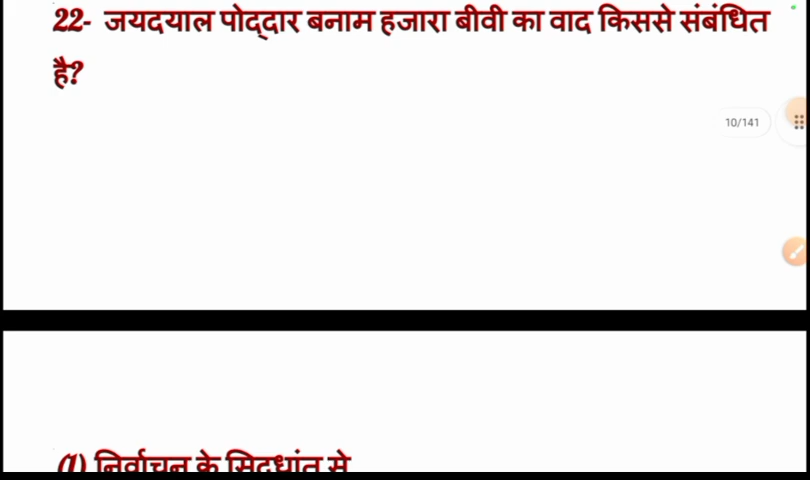 22- जयदयाल पोद्दार बनाम हजारा बीवी का वाद किससे संबंधित
है?
10/141
(1) निर्वाचन के सिद्धांत से